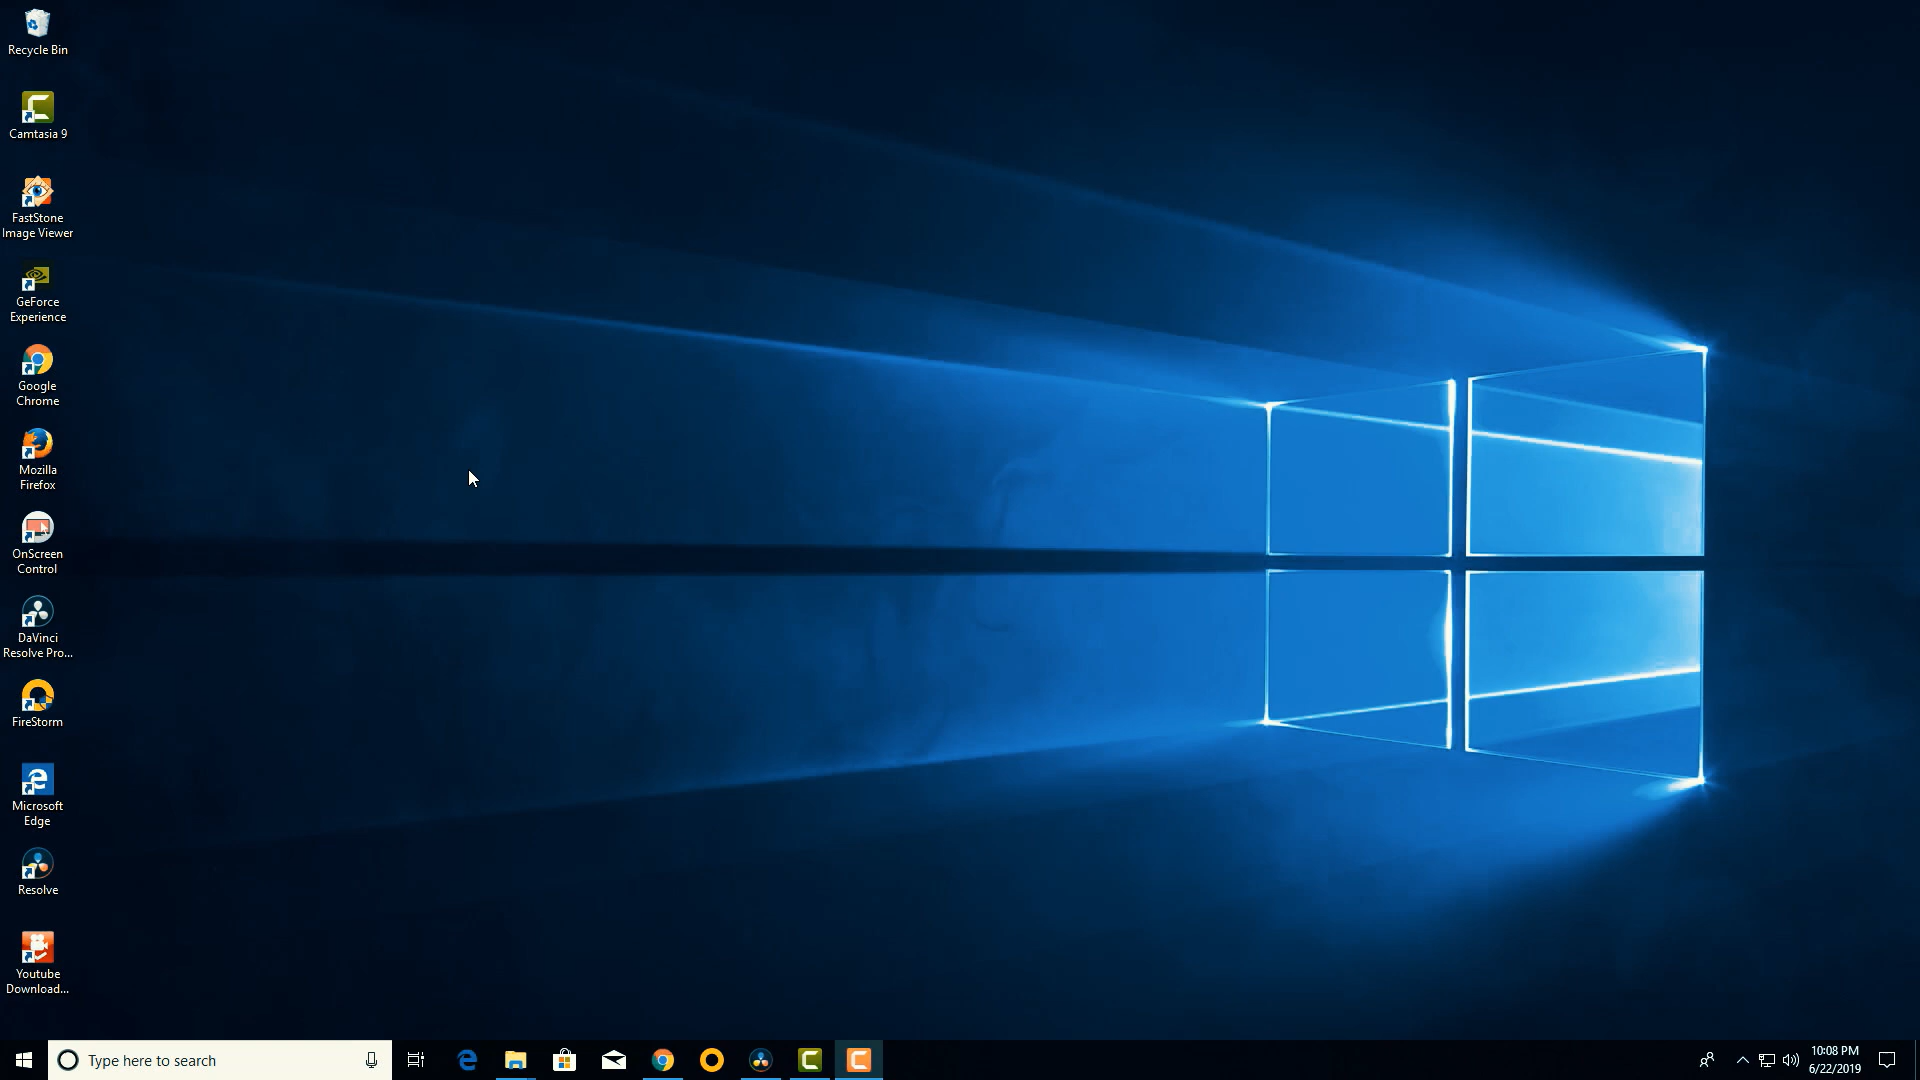 Recycle Bin
Camtasia 9
FastStone
Image Viewer
GeForce
Experience
Google
Chrome
Mozilla
Firefox
OnScreen
Control
DaVinci
Resolve Pro...
FireStorm
Microsoft
Edge
Resolve
Youtube
Download...
Type here to search
10:08 PM
6/22/2019